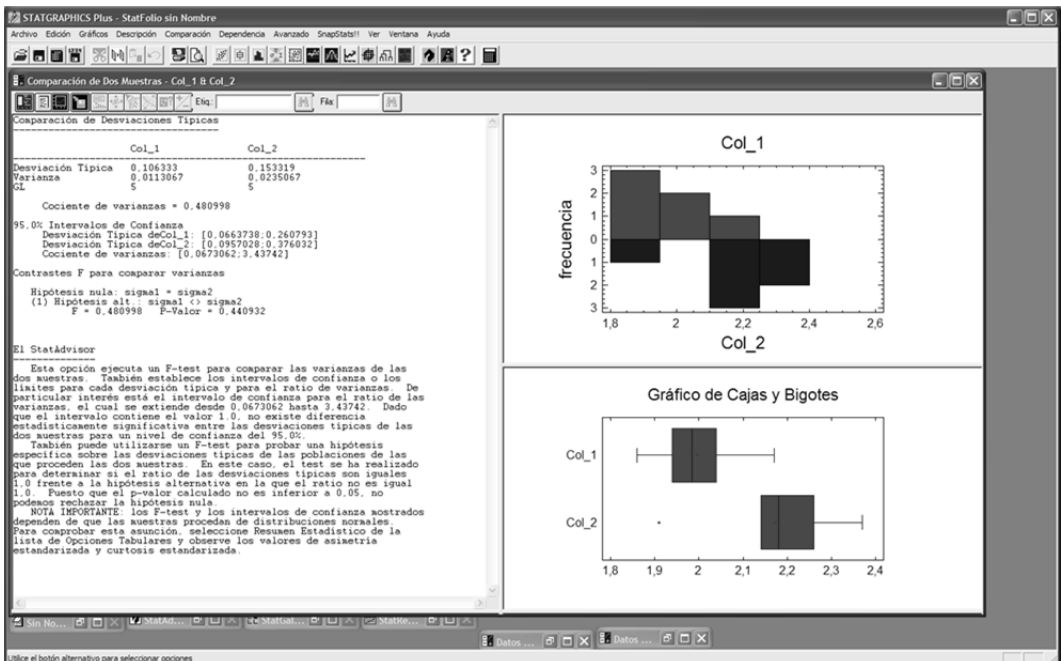 STATGRAPHICS Plus - StatFolio sin Nombre
Archivo Edición Gráficos Descripción Comparación Dependencia Avanzado SnapStats!! Ver Ventana Ayuda
Comparación de Dos Muestras - Col_1 & Col_2
Etiq.: Fila:
Comparación de Desviaciones Típicas
Col_1 Col_2
Desviación Típica 0,106333 0,153319
Varianza 0,0113067 0,0235067
GL 5 5
Cociente de varianzas = 0,480998
95,0% Intervalos de Confianza
Desviación Típica deCol_1: [0,0663738;0,260793]
Desviación Típica deCol_2: [0,0957028;0,376032]
Cociente de varianzas: [0,0673062;3,43742]
Contrastes F para comparar varianzas
Hipótesis nula: sigma1 = sigma2
(1) Hipótesis alt.: sigma1 <> sigma2
F = 0,480998 P-Valor = 0,440932
El StatAdvisor
Esta opción ejecuta un F-test para comparar las varianzas de las
dos muestras. También establece los intervalos de confianza o los
límites para cada desviación típica y para el ratio de varianzas. De
particular interés está el intervalo de confianza para el ratio de las
varianzas, el cual se extiende desde 0,0673062 hasta 3,43742. Dado
que el intervalo contiene el valor 1.0, no existe diferencia
estadísticamente significativa entre las desviaciones típicas de las
dos muestras para un nivel de confianza del 95,0%.
También puede utilizarse un F-test para probar una hipótesis
específica sobre las desviaciones típicas de las poblaciones de las
que proceden las dos muestras. En este caso, el test se ha realizado
para determinar si el ratio de las desviaciones típicas son iguales
1,0 frente a la hipótesis alternativa en la que el ratio no es igual
1,0. Puesto que el p-valor calculado no es inferior a 0,05, no
podemos rechazar la hipótesis nula.
NOTA IMPORTANTE: los F-test y los intervalos de confianza mostrados
dependen de que las muestras procedan de distribuciones normales.
Para comprobar esta asunción, seleccione Resumen Estadístico de la
lista de Opciones Tabulares y observe los valores de asimetría
estandarizada y curtosis estandarizada.
Col_1
frecuencia
3
2
1
0
1
2
3
1,8 2 2,2 2,4 2,6
Col_2
Gráfico de Cajas y Bigotes
Col_1
Col_2
1,8 1,9 2 2,1 2,2 2,3 2,4
Sin No... StatAd... StatGal... StatRe...
Datos ... Datos ...
Utilice el botón alternativo para seleccionar opciones